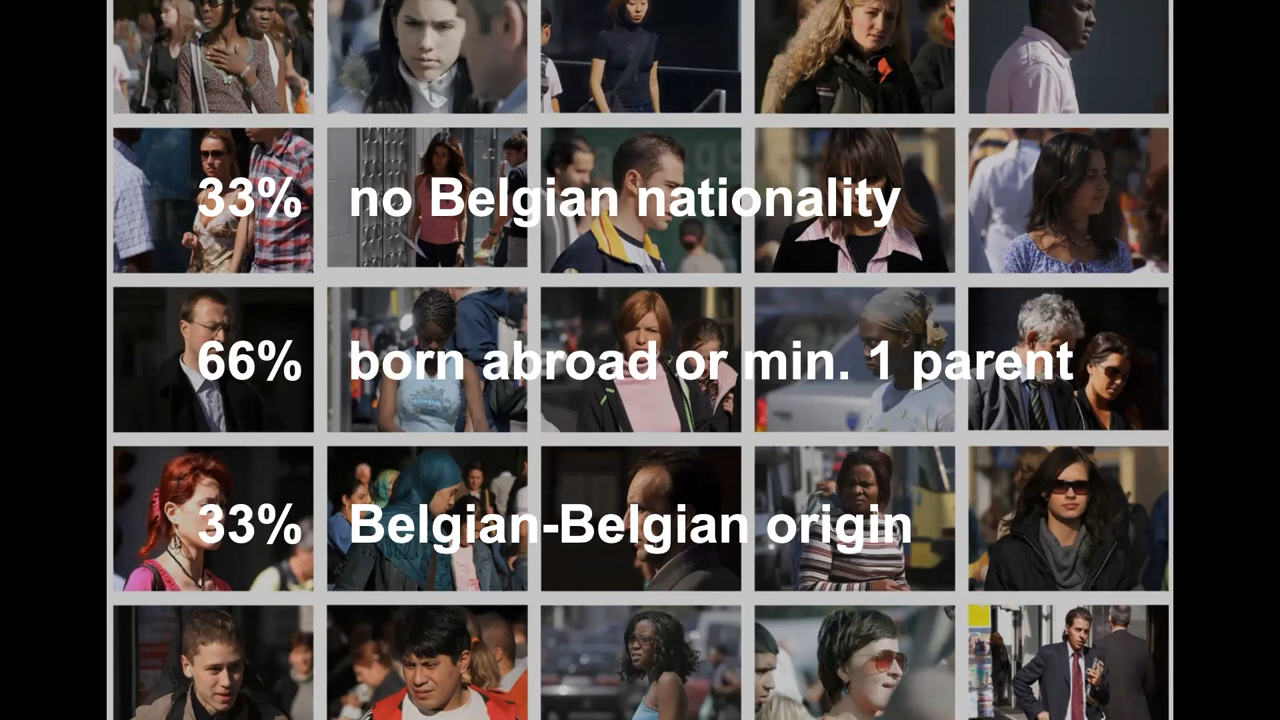 33% no Belgian nationality
66% born abroad or min. 1 parent
33% Belgian-Belgian origin